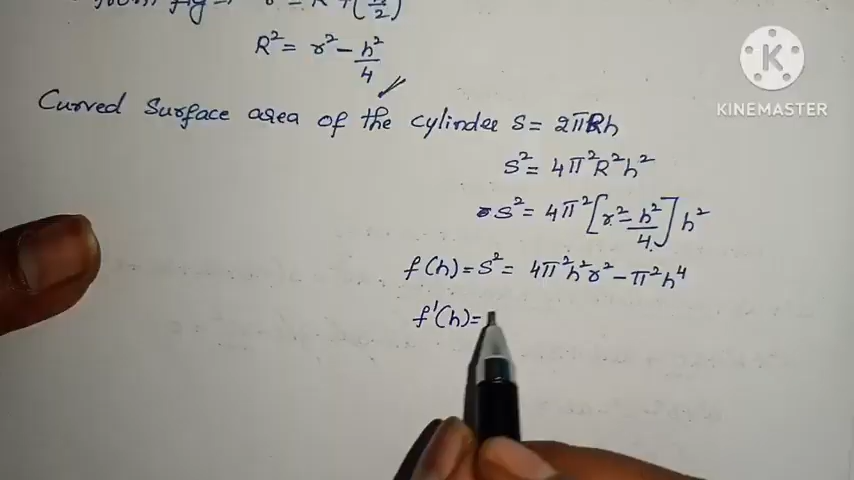 R² = r² - h²/4
Curved Surface area of the cylinder S = 2πRh
S² = 4π²R²h²
S² = 4π²[r² - h²/4]h²
f(h) = S² = 4π²h²r² - π²h⁴
f'(h) =
KINEMASTER